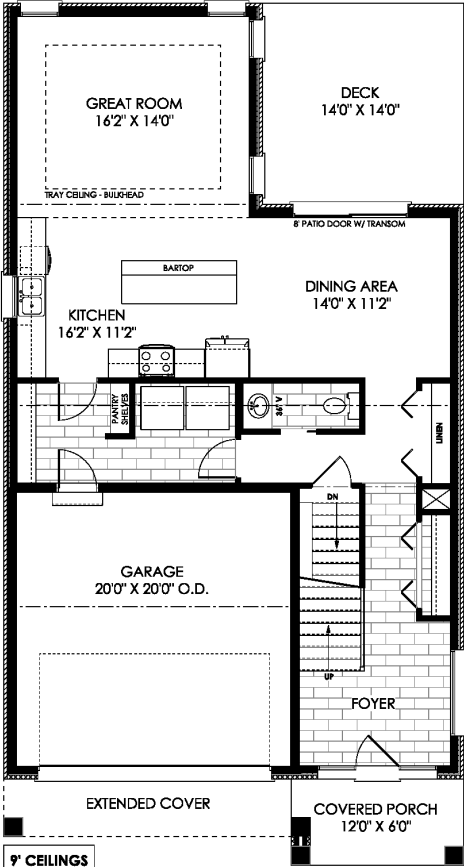 GREAT ROOM
16'2" X 14'0"
DECK
14'0" X 14'0"
TRAY CEILING - BULKHEAD
8' PATIO DOOR W/ TRANSOM
BARTOP
DINING AREA
14'0" X 11'2"
KITCHEN
16'2" X 11'2"
PANTRY
SHELVES
36" V
LINEN
DN
GARAGE
20'0" X 20'0" O.D.
UP
FOYER
EXTENDED COVER
COVERED PORCH
12'0" X 6'0"
9' CEILINGS